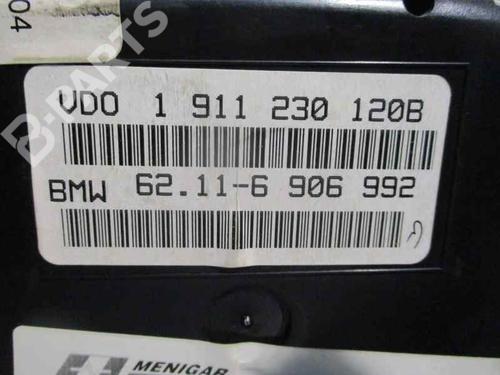 04
B-PARTS
VDO 1 911 230 120B
BMW 62.11-6 906 992
MENIGAR